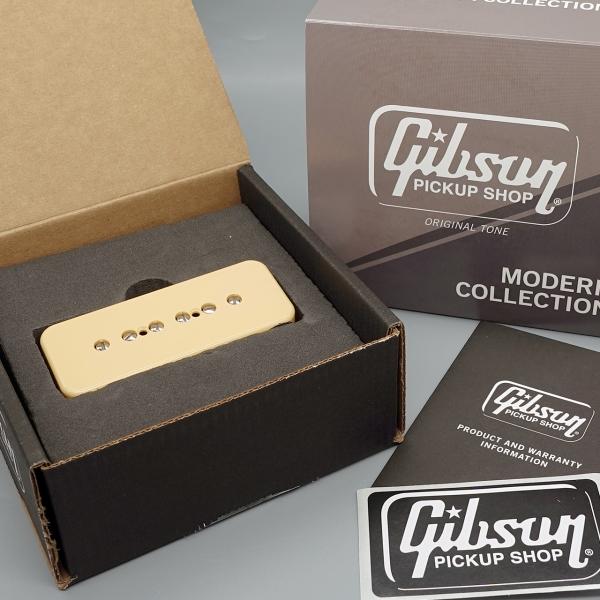 COLLECTION
Gibson
PICKUP SHOP
®
ORIGINAL TONE
MODERN
COLLECTION
Gibson
PICKUP SHOP
®
PRODUCT AND WARRANTY
INFORMATION
Gibson
PICKUP SHOP
®